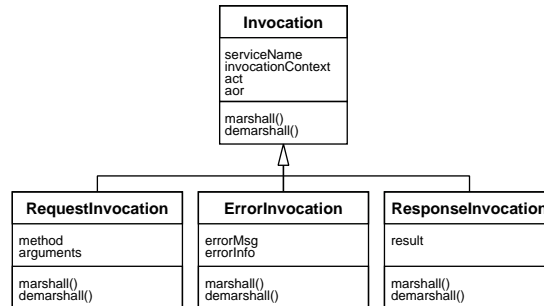 Invocation
serviceName
invocationContext
act
aor
marshall()
demarshall()
RequestInvocation
method
arguments
marshall()
demarshall()
ErrorInvocation
errorMsg
errorInfo
marshall()
demarshall()
ResponseInvocation
result
marshall()
demarshall()